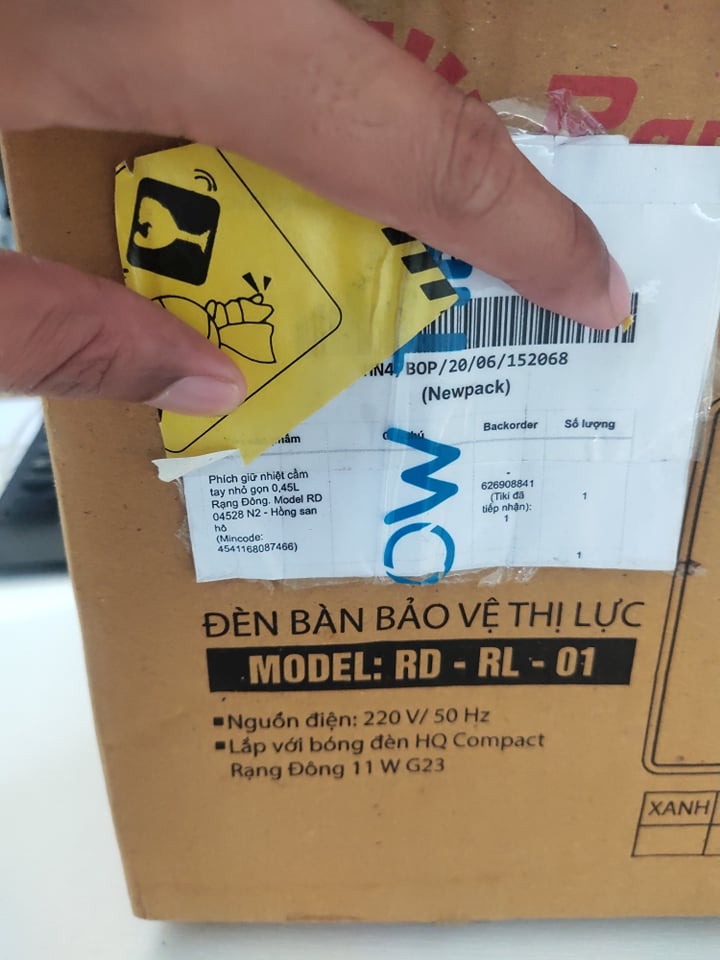 BOP/20/06/152068
(Newpack)
Backorder
Số lượng
Phích giữ nhiệt cầm
tay nhỏ gọn 0,45L
Rạng Đông. Model RD
04528 N2 - Hồng san
hô
(Mincode:
4541168087466)
-
626908841
(Tiki đã
tiếp nhận):
1
1
1
ĐÈN BÀN BẢO VỆ THỊ LỰC
MODEL: RD - RL - 01
Nguồn điện: 220 V/ 50 Hz
Lắp với bóng đèn HQ Compact
Rạng Đông 11 W G23
XANH